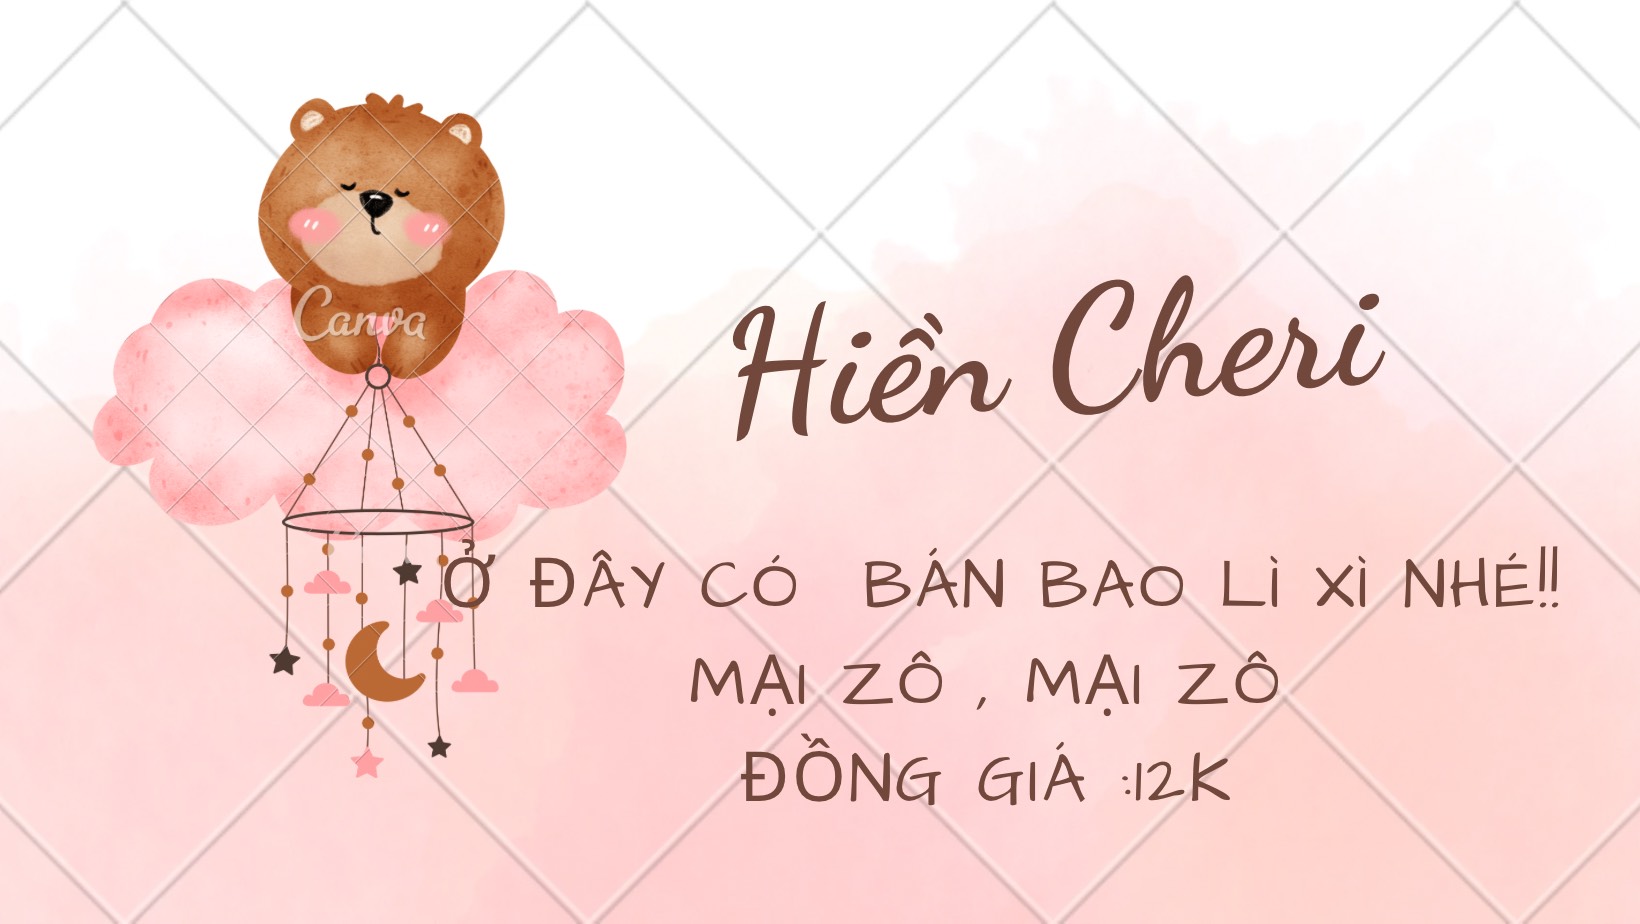 Canva
Hiền Cheri
Ở ĐÂY CÓ BÁN BAO LÌ XÌ NHÉ!!
MẠI ZÔ , MẠI ZÔ
ĐỒNG GIÁ :12K